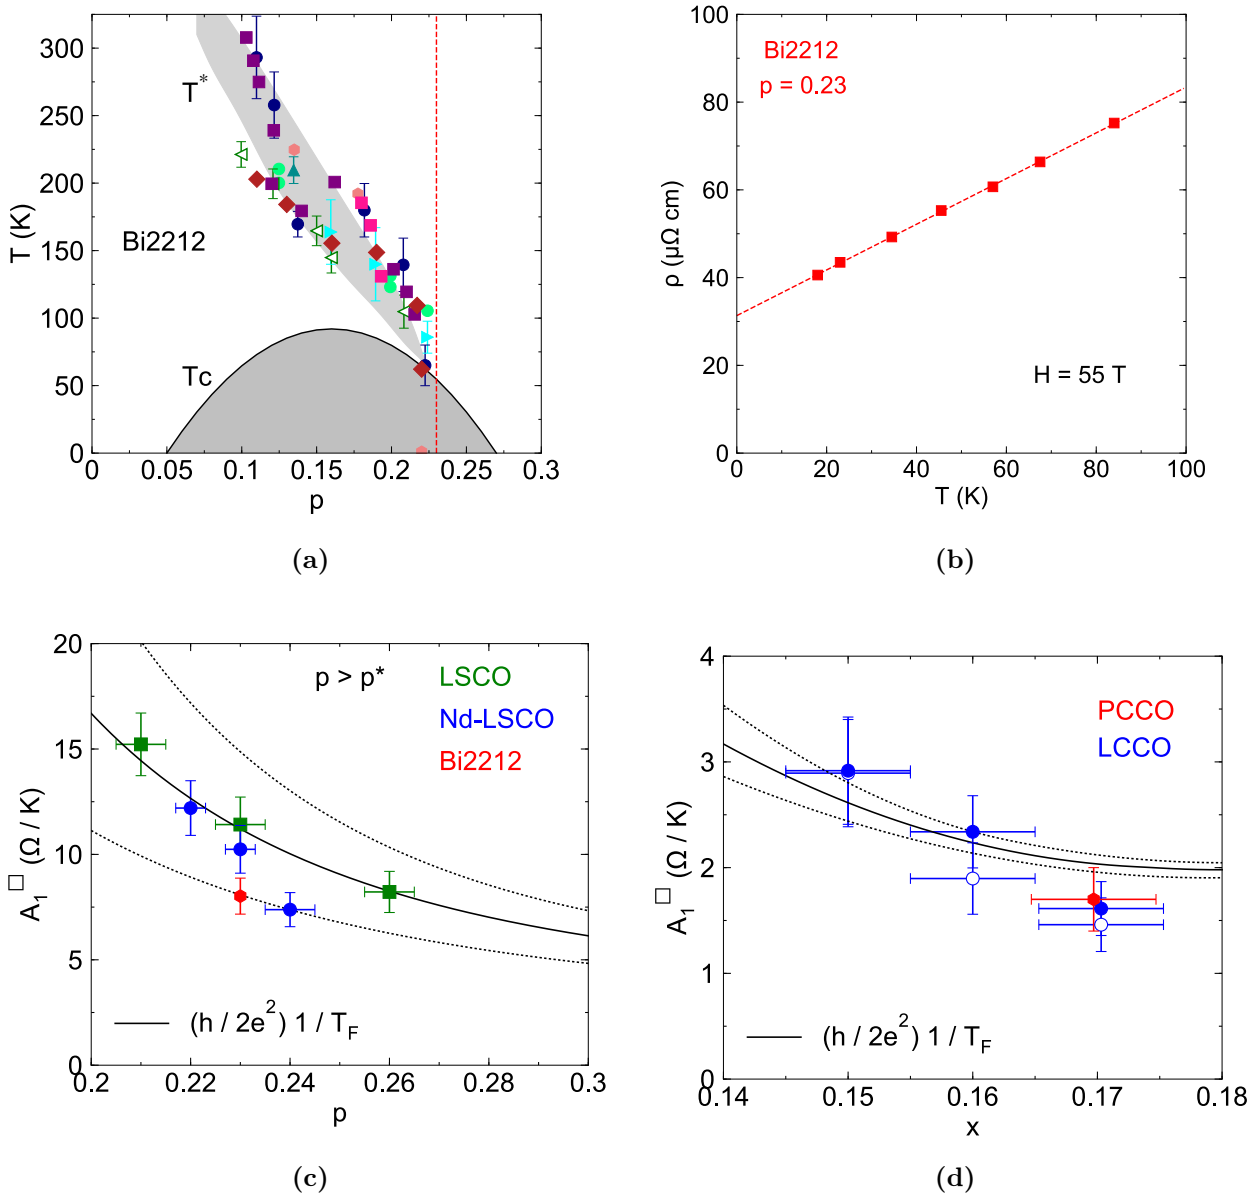 300
250
200
150
100
50
0
T (K)
T*
Bi2212
Tc
0
0.05
0.1
0.15
0.2
0.25
0.3
p
(a)
100
80
60
40
20
0
ρ (μΩ cm)
Bi2212
p = 0.23
H = 55 T
0
20
40
60
80
100
T (K)
(b)
20
15
10
5
0
A₁□ (Ω / K)
p > p*
LSCO
Nd-LSCO
Bi2212
(h / 2e²) 1 / T_F
0.2
0.22
0.24
0.26
0.28
0.3
p
(c)
4
3
2
1
0
A₁□ (Ω / K)
PCCO
LCCO
(h / 2e²) 1 / T_F
0.14
0.15
0.16
0.17
0.18
x
(d)